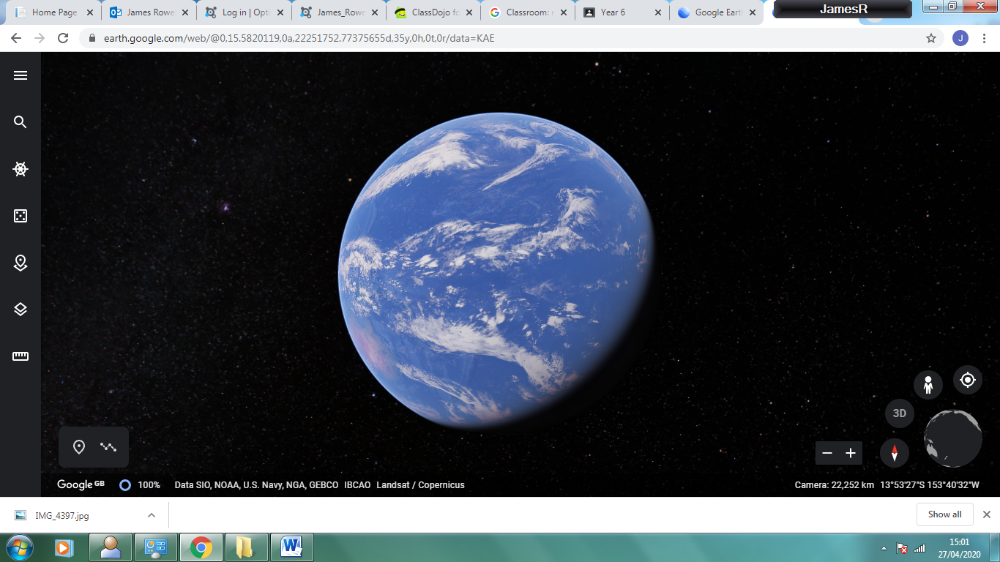 Home Page
James Rowe
Log in | Opti
James_Rowe
ClassDojo fo
Classroom: r
Year 6
Google Eart
JamesR
earth.google.com/web/@0,15.5820119,0a,22251752.77375655d,35y,0h,0t,0r/data=KAE
J
3D
Google GB 100% Data SIO, NOAA, U.S. Navy, NGA, GEBCO IBCAO Landsat / Copernicus
Camera: 22,252 km 13°53'27"S 153°40'32"W
IMG_4397.jpg
Show all
15:01
27/04/2020